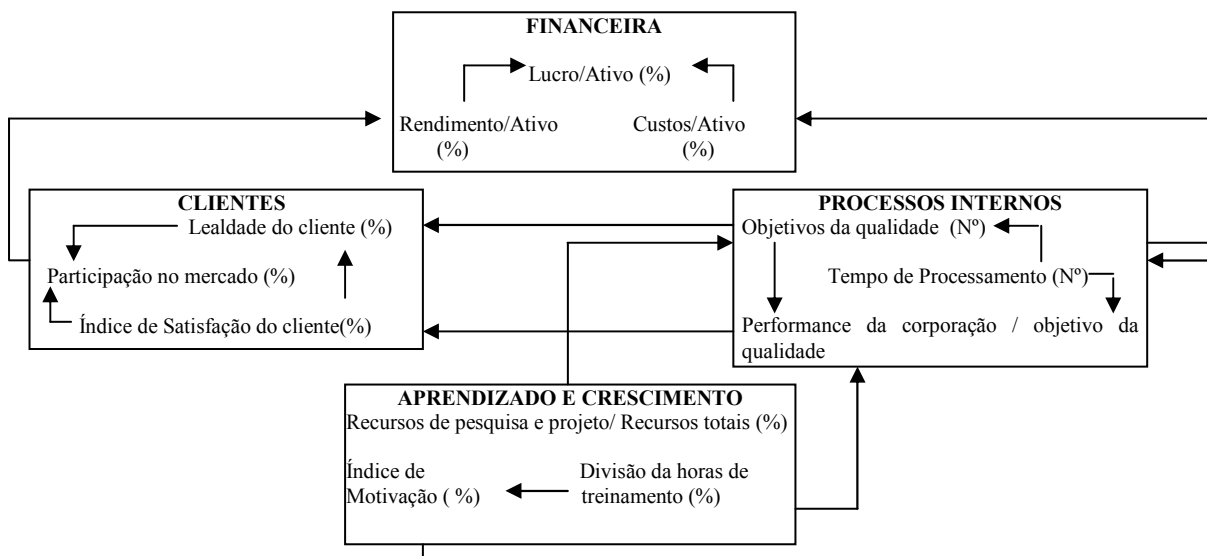 FINANCEIRA
Lucro/Ativo (%)
Rendimento/Ativo
(%)
Custos/Ativo
(%)
CLIENTES
Lealdade do cliente (%)
Participação no mercado (%)
Índice de Satisfação do cliente(%)
PROCESSOS INTERNOS
Objetivos da qualidade (Nº)
Tempo de Processamento (Nº)
Performance da corporação / objetivo da
qualidade
APRENDIZADO E CRESCIMENTO
Recursos de pesquisa e projeto/ Recursos totais (%)
Índice de
Motivação ( %)
Divisão da horas de
treinamento (%)